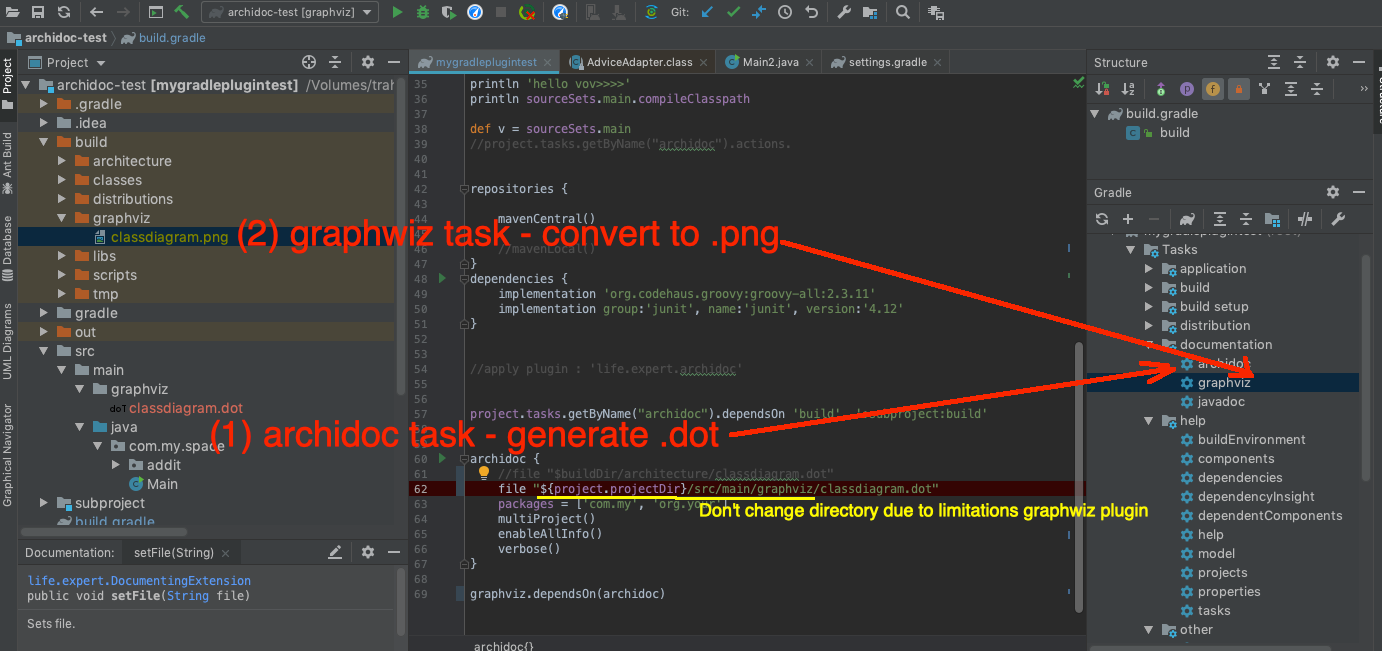 archidoc-test [graphviz]
Git:
archidoc-test
build.gradle
Project
archidoc-test [mygradleplugintest] /Volumes/trah
.gradle
.idea
build
architecture
classes
distributions
graphviz
classdiagram.png
libs
scripts
tmp
gradle
out
src
main
graphviz
classdiagram.dot
java
com.my.space
addit
Main
subproject
build.gradle
Project
Ant Build
Database
UML Diagrams
Graphical Navigator
Documentation:
setFile(String)
life.expert.DocumentingExtension
public void setFile(String file)
Sets file.
mygradleplugintest
AdviceAdapter.class
Main2.java
settings.gradle
35 println 'hello vov>>>>'
36 println sourceSets.main.compileClasspath
37
38 def v = sourceSets.main
39 //project.tasks.getByName("archidoc").actions.
40
41
42 repositories {
43
44 mavenCentral()
46 //mavenLocal()
47 }
48 dependencies {
49 implementation 'org.codehaus.groovy:groovy-all:2.3.11'
50 implementation group:'junit', name:'junit', version:'4.12'
51 }
52
53
54 //apply plugin : 'life.expert.archidoc'
55
56
57 project.tasks.getByName("archidoc").dependsOn 'build', 'subproject:build'
60 archidoc {
61 //file "$buildDir/architecture/classdiagram.dot"
62 file "${project.projectDir}/src/main/graphviz/classdiagram.dot"
63 packages = ['com.my', 'org.your']
64 multiProject()
65 enableAllInfo()
66 verbose()
67 }
68
69 graphviz.dependsOn(archidoc)
archidoc{}
(2) graphwiz task - convert to .png
(1) archidoc task - generate .dot
Don't change directory due to limitations graphwiz plugin
Structure
build.gradle
build
Gradle
Tasks
application
build
build setup
distribution
documentation
archidoc
graphviz
javadoc
help
buildEnvironment
components
dependencies
dependencyInsight
dependentComponents
help
model
projects
properties
tasks
other